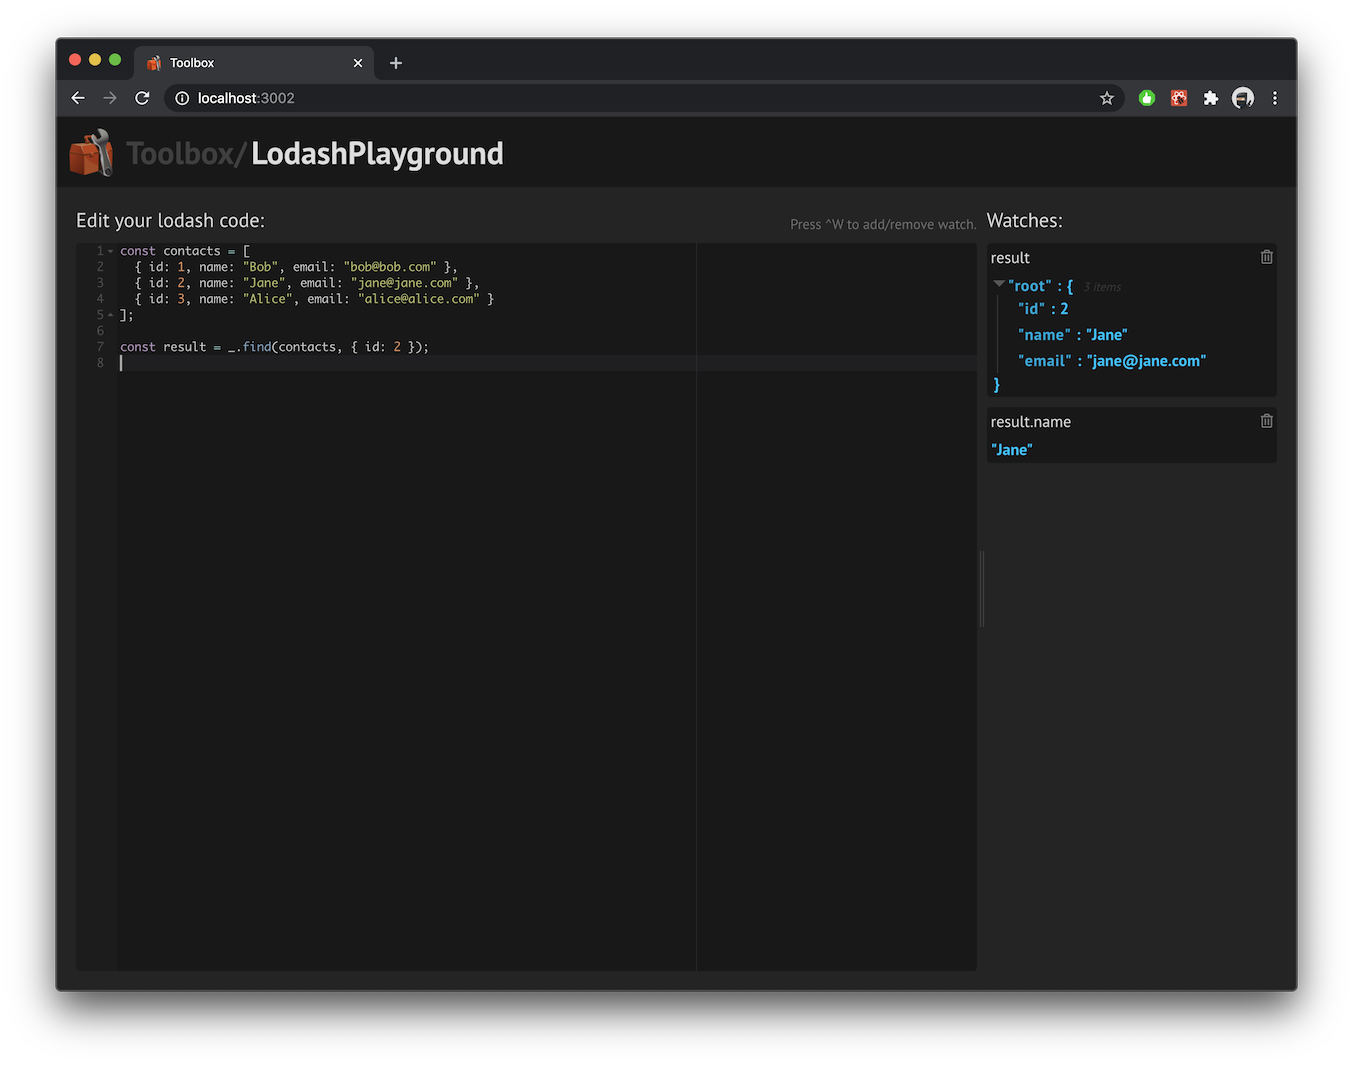 Toolbox
localhost:3002
Toolbox/LodashPlayground
Edit your lodash code:
Press ^W to add/remove watch.
1 const contacts = [
2 { id: 1, name: "Bob", email: "bob@bob.com" },
3 { id: 2, name: "Jane", email: "jane@jane.com" },
4 { id: 3, name: "Alice", email: "alice@alice.com" }
5 ];
6
7 const result = _.find(contacts, { id: 2 });
8
Watches:
result
"root" : { 3 items
"id" : 2
"name" : "Jane"
"email" : "jane@jane.com"
}
result.name
"Jane"